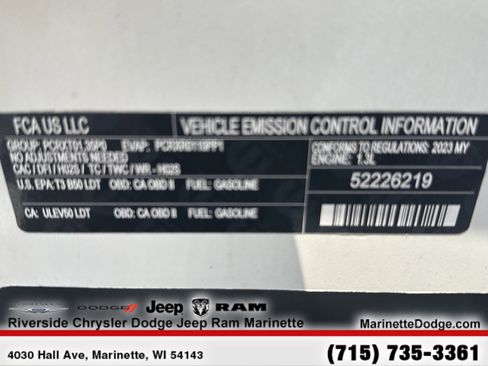 FCA US LLC
VEHICLE EMISSION CONTROL INFORMATION
GROUP: PCRXT01.35P0 EVAP:
NO ADJUSTMENTS NEEDED
CAC / DFI / HO2S / TC / TWC / WR-HO2S
CONFORMS TO REGULATIONS: 2023 MY
ENGINE: 1.3L
U.S. EPA: T3 B50 LDT OBD: CA OBD II FUEL: GASOLINE
CA: ULEV50 LDT OBD: CA OBD II FUEL: GASOLINE
52226219
DODGE Jeep RAM
Riverside Chrysler Dodge Jeep Ram Marinette
MarinetteDodge.com
4030 Hall Ave, Marinette, WI 54143
(715) 735-3361